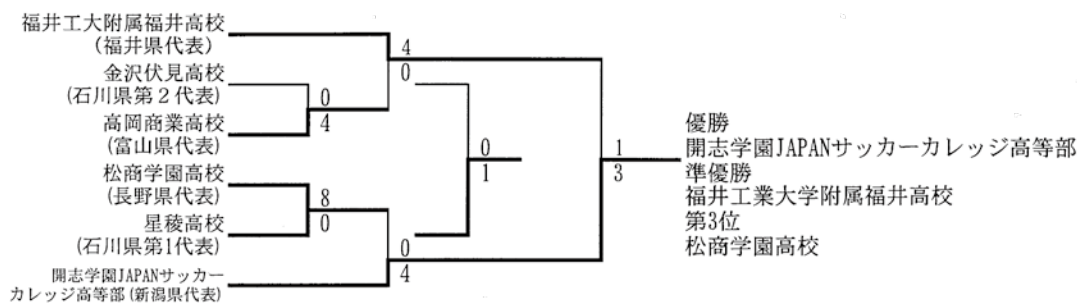 福井工大附属福井高校
(福井県代表)
金沢伏見高校
(石川県第２代表)
高岡商業高校
(富山県代表)
松商学園高校
(長野県代表)
星稜高校
(石川県第1代表)
開志学園JAPANサッカー
カレッジ高等部(新潟県代表)
4
0
0
4
8
0
0
4
0
1
1
3
優勝
開志学園JAPANサッカーカレッジ高等部
準優勝
福井工業大学附属福井高校
第3位
松商学園高校